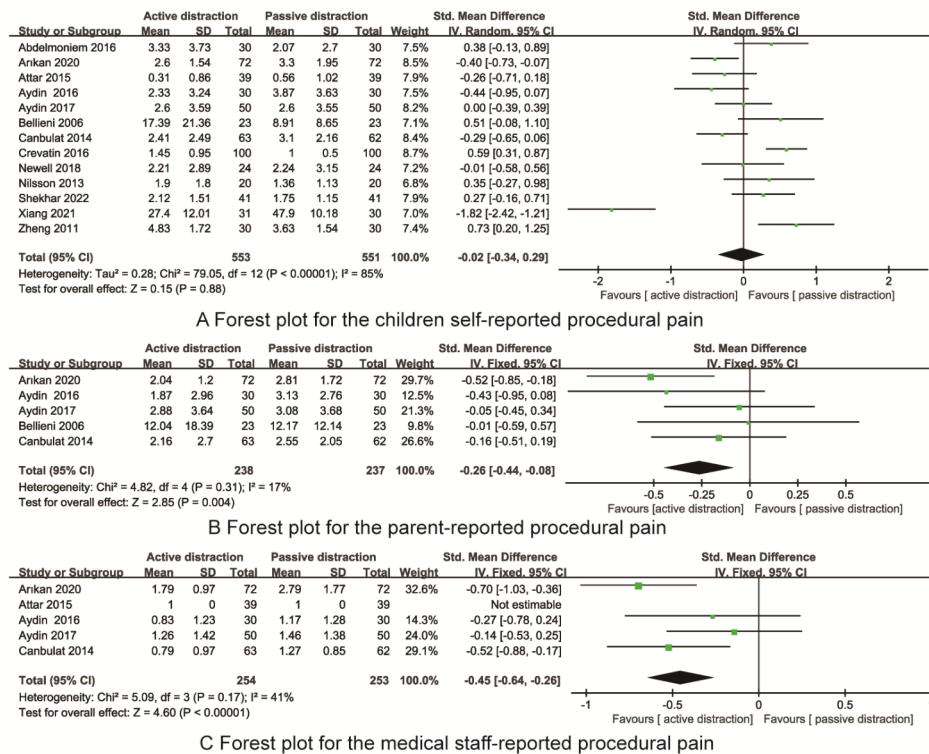 Active distraction Passive distraction Std. Mean Difference Std. Mean Difference
Study or Subgroup Mean SD Total Mean SD Total Weight IV. Random. 95% CI IV. Random. 95% CI
Abdelmoniem 2016 3.33 3.73 30 2.07 2.7 30 7.5% 0.38 [-0.13, 0.89]
Arıkan 2020 2.6 1.54 72 3.3 1.95 72 8.5% -0.40 [-0.73, -0.07]
Attar 2015 0.31 0.86 39 0.56 1.02 39 8.0% -0.26 [-0.71, 0.18]
Aydin 2016 2.33 3.24 30 3.87 3.63 30 7.5% -0.44 [-0.95, 0.07]
Aydin 2017 2.6 3.59 50 2.6 3.55 50 8.2% 0.00 [-0.39, 0.39]
Bellieni 2006 17.39 21.36 23 8.91 8.65 23 7.1% 0.51 [-0.08, 1.10]
Canbulat 2014 2.41 2.49 63 3.1 2.16 62 8.4% -0.29 [-0.65, 0.06]
Crevatin 2016 1.45 0.95 100 1 0.5 100 8.7% 0.59 [0.31, 0.87]
Newell 2018 2.21 2.89 24 2.24 3.15 24 7.2% -0.01 [-0.58, 0.56]
Nilsson 2013 1.9 1.8 20 1.36 1.13 20 6.9% 0.35 [-0.27, 0.98]
Shekhar 2022 2.12 1.51 41 1.75 1.15 41 8.0% 0.27 [-0.16, 0.71]
Xiang 2021 27.4 12.01 31 47.9 10.18 30 7.0% -1.82 [-2.42, -1.21]
Zheng 2011 4.83 1.72 30 3.63 1.54 30 7.4% 0.73 [0.20, 1.25]
Total (95% CI) 553 551 100.0% -0.02 [-0.34, 0.29]
Heterogeneity: Tau² = 0.28; Chi² = 79.05, df = 12 (P < 0.00001); I² = 85%
Test for overall effect: Z = 0.15 (P = 0.88)
-2 -1 0 1 2
Favours [ active distraction] Favours [ passive distraction]
A Forest plot for the children self-reported procedural pain
Active distraction Passive distraction Std. Mean Difference Std. Mean Difference
Study or Subgroup Mean SD Total Mean SD Total Weight IV. Fixed. 95% CI IV. Fixed. 95% CI
Arıkan 2020 2.04 1.2 72 2.81 1.72 72 29.7% -0.52 [-0.85, -0.18]
Aydin 2016 1.87 2.96 30 3.13 2.76 30 12.5% -0.43 [-0.95, 0.08]
Aydin 2017 2.88 3.64 50 3.08 3.68 50 21.3% -0.05 [-0.45, 0.34]
Bellieni 2006 12.04 18.39 23 12.17 12.14 23 9.8% -0.01 [-0.59, 0.57]
Canbulat 2014 2.16 2.7 63 2.55 2.05 62 26.6% -0.16 [-0.51, 0.19]
Total (95% CI) 238 237 100.0% -0.26 [-0.44, -0.08]
Heterogeneity: Chi² = 4.82, df = 4 (P = 0.31); I² = 17%
Test for overall effect: Z = 2.85 (P = 0.004)
-0.5 -0.25 0 0.25 0.5
Favours [ active distraction] Favours [ passive distraction]
B Forest plot for the parent-reported procedural pain
Active distraction Passive distraction Std. Mean Difference Std. Mean Difference
Study or Subgroup Mean SD Total Mean SD Total Weight IV. Fixed. 95% CI IV. Fixed. 95% CI
Arıkan 2020 1.79 0.97 72 2.79 1.77 72 32.6% -0.70 [-1.03, -0.36]
Attar 2015 1 0 39 1 0 39 Not estimable
Aydin 2016 0.83 1.23 30 1.17 1.28 30 14.3% -0.27 [-0.78, 0.24]
Aydin 2017 1.26 1.42 50 1.46 1.38 50 24.0% -0.14 [-0.53, 0.25]
Canbulat 2014 0.79 0.97 63 1.27 0.85 62 29.1% -0.52 [-0.88, -0.17]
Total (95% CI) 254 253 100.0% -0.45 [-0.64, -0.26]
Heterogeneity: Chi² = 5.09, df = 3 (P = 0.17); I² = 41%
Test for overall effect: Z = 4.60 (P < 0.00001)
-1 -0.5 0 0.5 1
Favours [ active distraction] Favours [ passive distraction]
C Forest plot for the medical staff-reported procedural pain